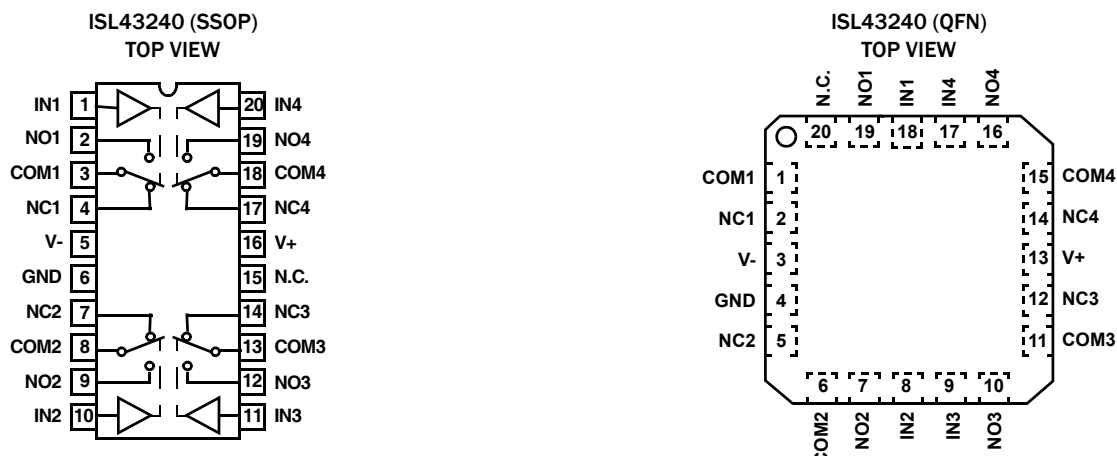 ISL43240 (SSOP)
TOP VIEW
IN1 1 20 IN4
NO1 2 19 NO4
COM1 3 18 COM4
NC1 4 17 NC4
V- 5 16 V+
GND 6 15 N.C.
NC2 7 14 NC3
COM2 8 13 COM3
NO2 9 12 NO3
IN2 10 11 IN3
ISL43240 (QFN)
TOP VIEW
N.C. NO1 IN1 IN4 NO4
20 19 18 17 16
COM1 1 15 COM4
NC1 2 14 NC4
V- 3 13 V+
GND 4 12 NC3
NC2 5 11 COM3
6 7 8 9 10
COM2 NO2 IN2 IN3 NO3